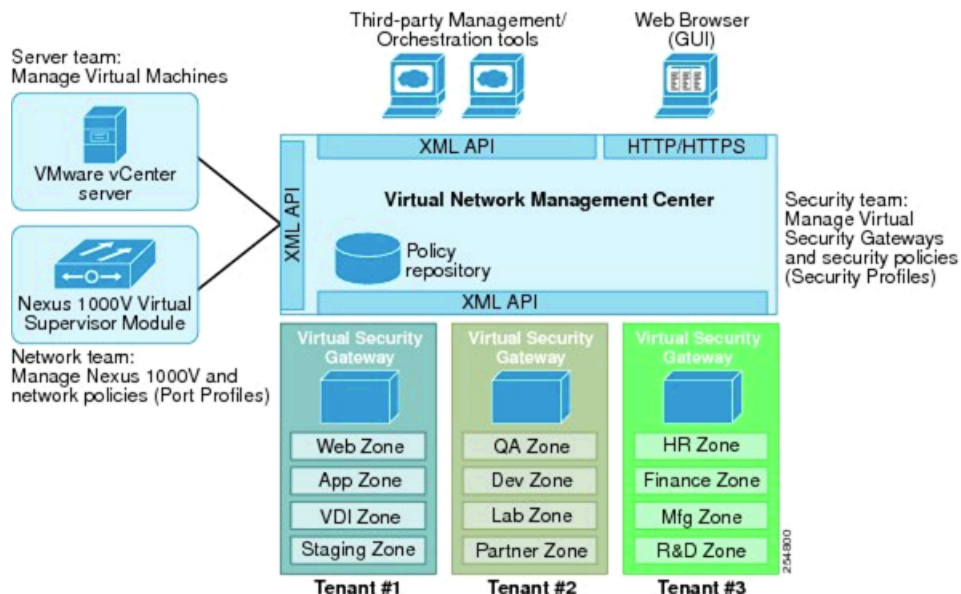 Third-party Management/
Orchestration tools
Web Browser
(GUI)
Server team:
Manage Virtual Machines
VMware vCenter
server
Nexus 1000V Virtual
Supervisor Module
Network team:
Manage Nexus 1000V and
network policies (Port Profiles)
XML API
XML API
HTTP/HTTPS
Virtual Network Management Center
Policy
repository
XML API
Security team:
Manage Virtual
Security Gateways
and security policies
(Security Profiles)
Virtual Security
Gateway
Web Zone
App Zone
VDI Zone
Staging Zone
Tenant #1
Virtual Security
Gateway
QA Zone
Dev Zone
Lab Zone
Partner Zone
Tenant #2
Virtual Security
Gateway
HR Zone
Finance Zone
Mfg Zone
R&D Zone
Tenant #3
254800